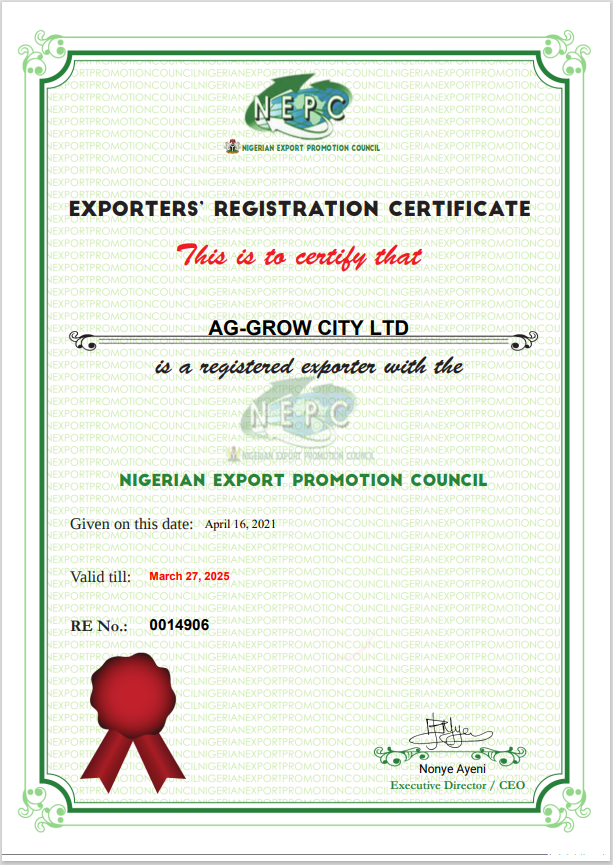 NEPC
NIGERIAN EXPORT PROMOTION COUNCIL
EXPORTERS' REGISTRATION CERTIFICATE
This is to certify that
AG-GROW CITY LTD
is a registered exporter with the
NEPC
NIGERIAN EXPORT PROMOTION COUNCIL
NIGERIAN EXPORT PROMOTION COUNCIL
Given on this date: April 16, 2021
Valid till: March 27, 2025
RE No.: 0014906
Nonye Ayeni
Executive Director / CEO